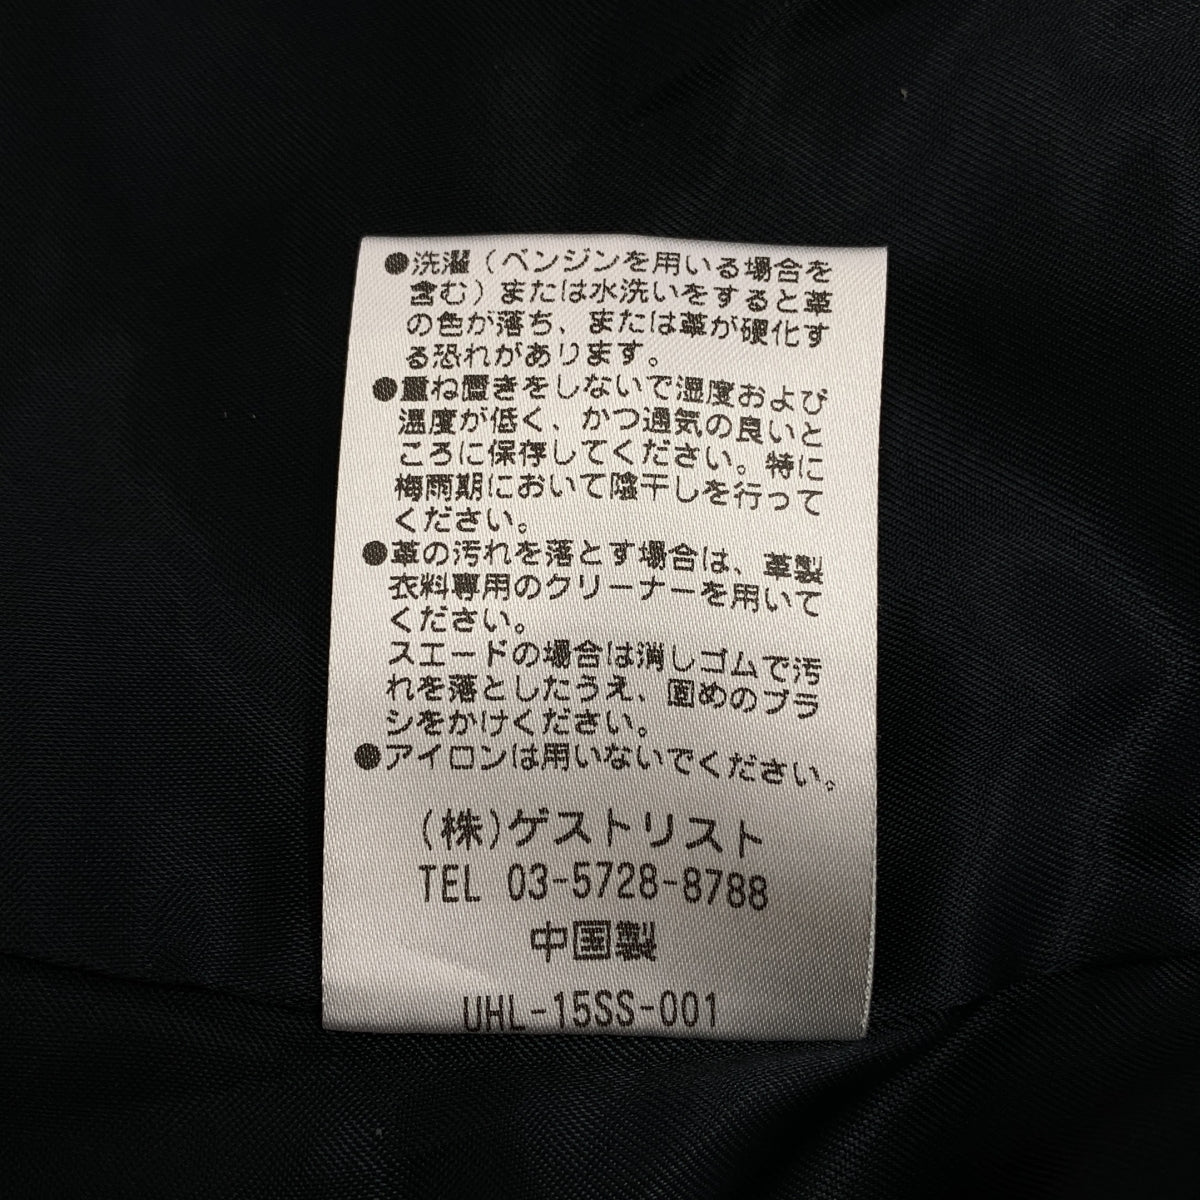 ●洗濯（ベンジンを用いる場合を
含む）または水洗いをすると革
の色が落ち、または革が硬化す
る恐れがあります。
●重ね置きをしないで湿度および
温度が低く、かつ通気の良いと
ころに保存してください。特に
梅雨期において陰干しを行って
ください。
●革の汚れを落とす場合は、革製
衣料専用のクリーナーを用いて
ください。
スエードの場合は消しゴムで汚
れを落としたうえ、固めのブラ
シをかけください。
●アイロンは用いないでください。
(株)ゲストリスト
TEL 03-5728-8788
中国製
UHL-15SS-001